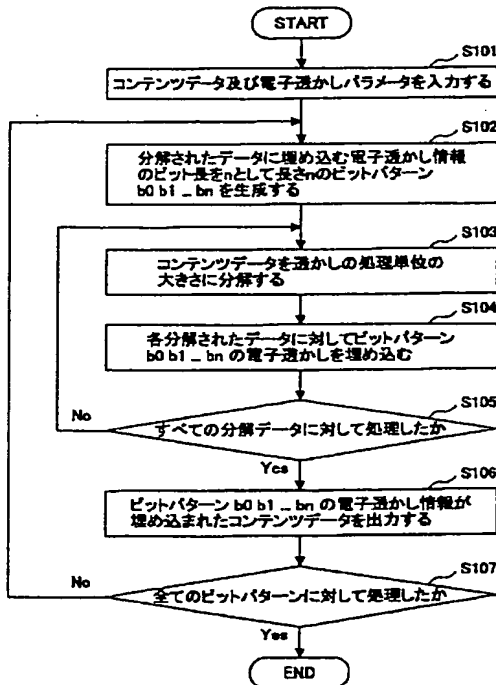 START
S101
コンテンツデータ及び電子透かしパラメータを入力する
S102
分解されたデータに埋め込む電子透かし情報
のビット長をnとして長さnのビットパターン
b0 b1 … bn を生成する
S103
コンテンツデータを透かしの処理単位の
大きさに分解する
S104
各分解されたデータに対してビットパターン
b0 b1 … bn の電子透かしを埋め込む
S105
No
すべての分解データに対して処理したか
Yes
S106
ビットパターン b0 b1 … bn の電子透かし情報が
埋め込まれたコンテンツデータを出力する
S107
No
全てのビットパターンに対して処理したか
Yes
END